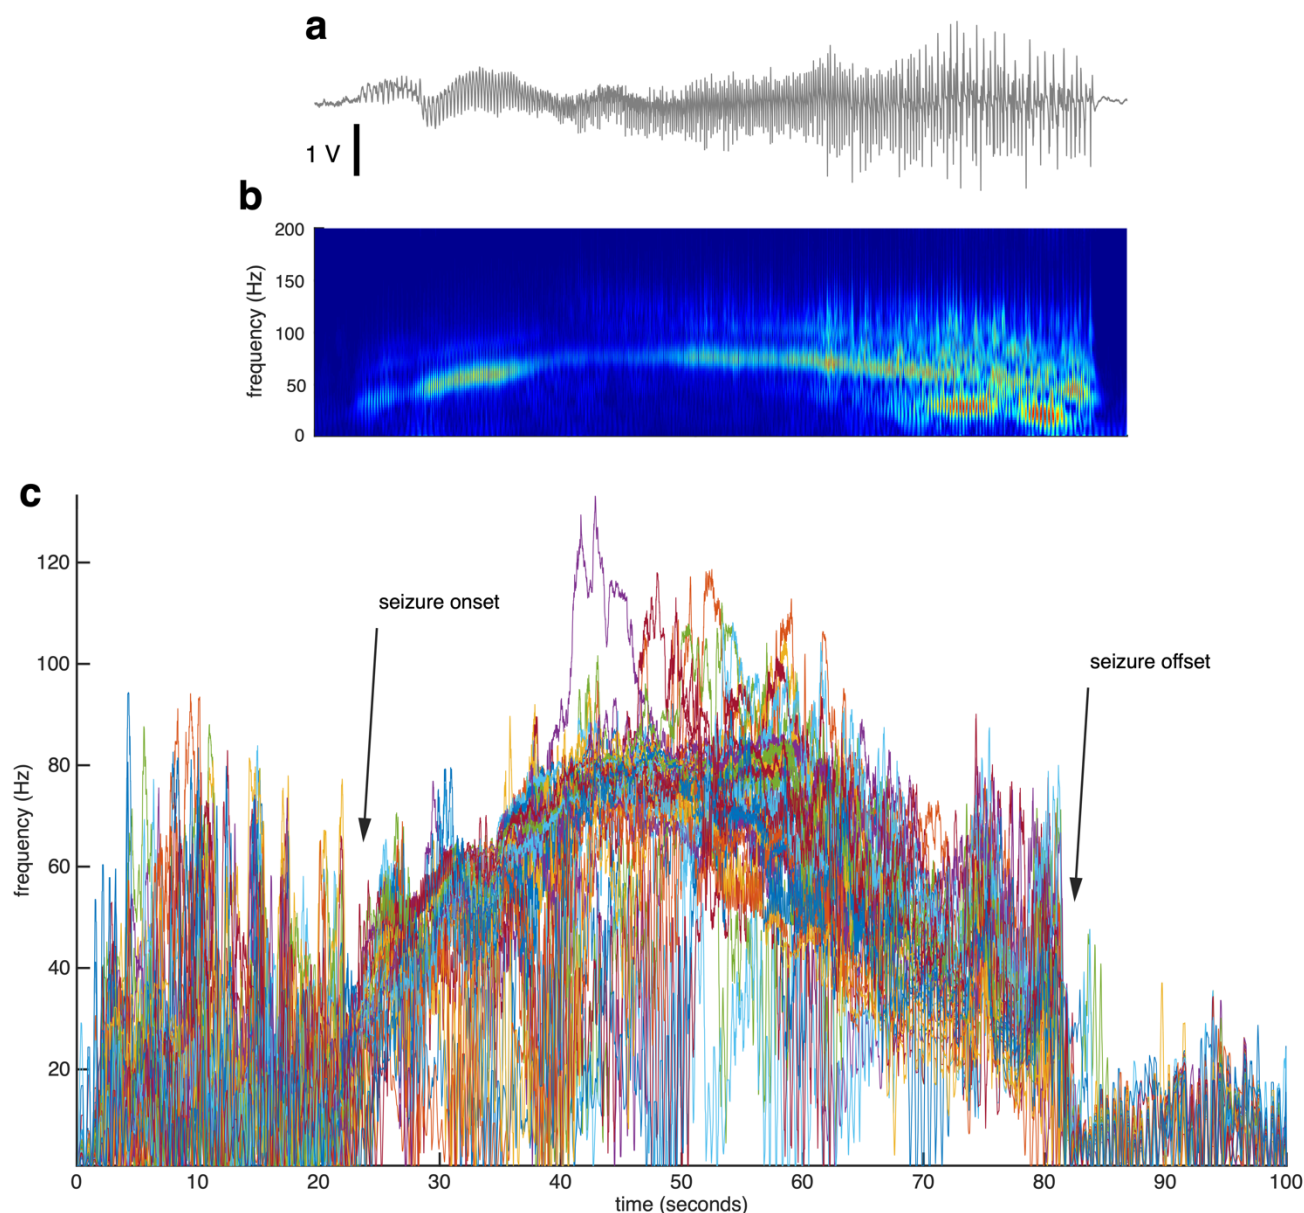 a
1 V
b
200
150
100
50
0
frequency (Hz)
c
120
100
80
60
40
20
frequency (Hz)
seizure onset
seizure offset
0 10 20 30 40 50 60 70 80 90 100
time (seconds)